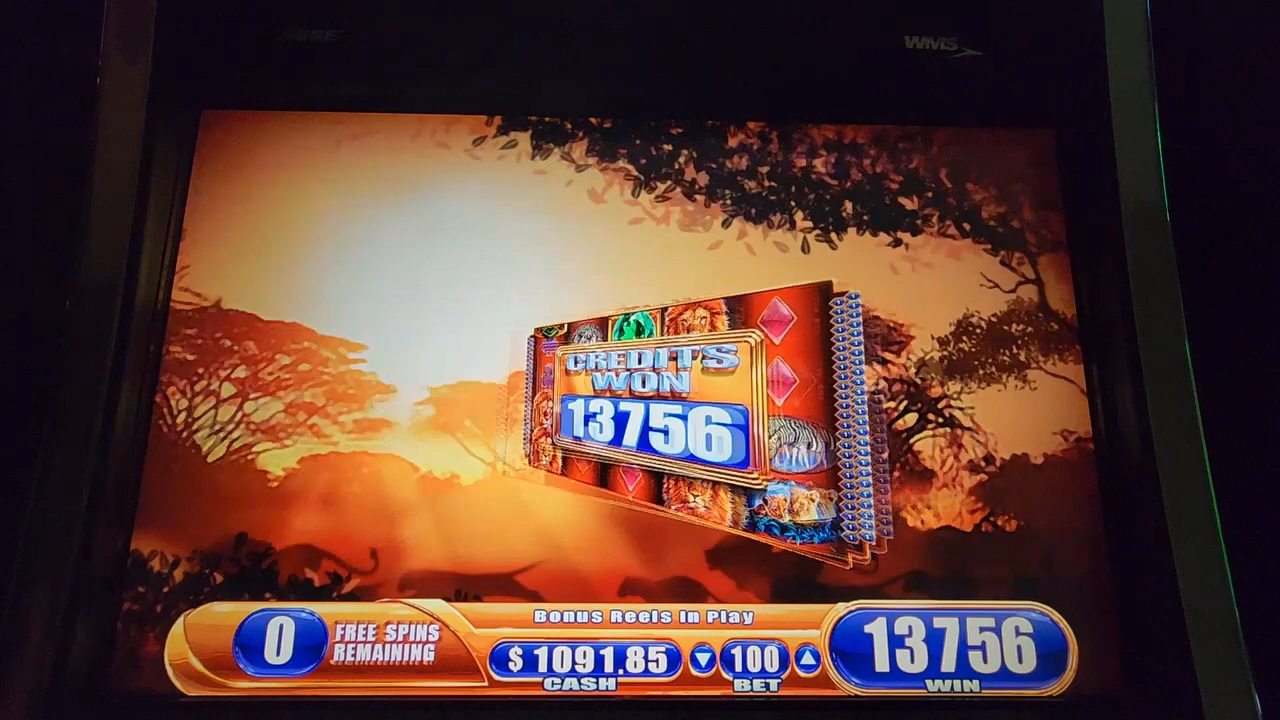 WMS
CREDITS
WON
13756
Bonus Reels In Play
0
FREE SPINS
REMAINING
$ 1091.85
CASH
100
BET
13756
WIN